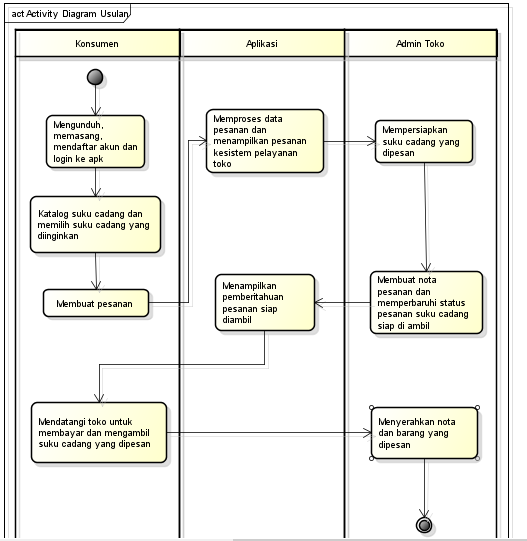 act Activity Diagram Usulan
Konsumen
Aplikasi
Admin Toko
Mengunduh,
memasang,
mendaftar akun dan
login ke apk
Katalog suku cadang dan
memilih suku cadang yang
diinginkan
Membuat pesanan
Memproses data
pesanan dan
menampilkan pesanan
kesistem pelayanan
toko
Mempersiapkan
suku cadang yang
dipesan
Membuat nota
pesanan dan
memperbaruhi status
pesanan suku cadang
siap di ambil
Menampilkan
pemberitahuan
pesanan siap
diambil
Mendatangi toko untuk
membayar dan mengambil
suku cadang yang dipesan
Menyerahkan nota
dan barang yang
dipesan